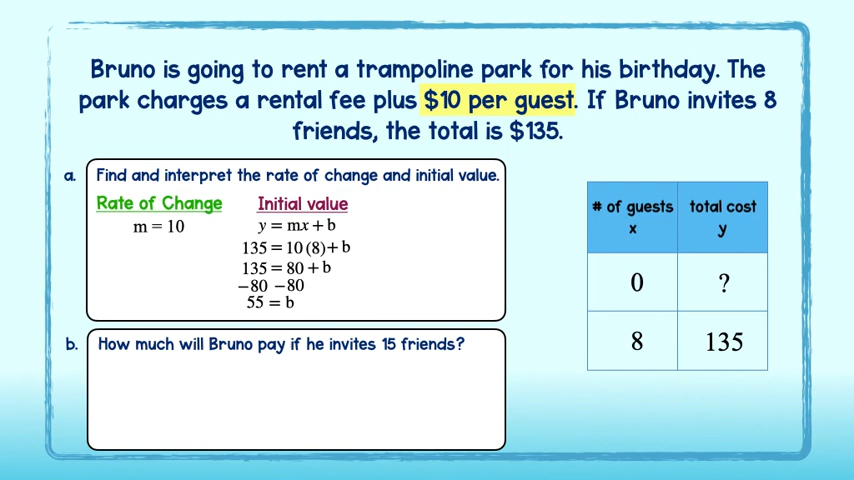 Bruno is going to rent a trampoline park for his birthday. The
park charges a rental fee plus $10 per guest. If Bruno invites 8
friends, the total is $135.
a. Find and interpret the rate of change and initial value.
Rate of Change
m = 10
Initial value
y = mx + b
135 = 10(8) + b
135 = 80 + b
−80 −80
55 = b
# of guests total cost
x y
0 ?
8 135
b. How much will Bruno pay if he invites 15 friends?